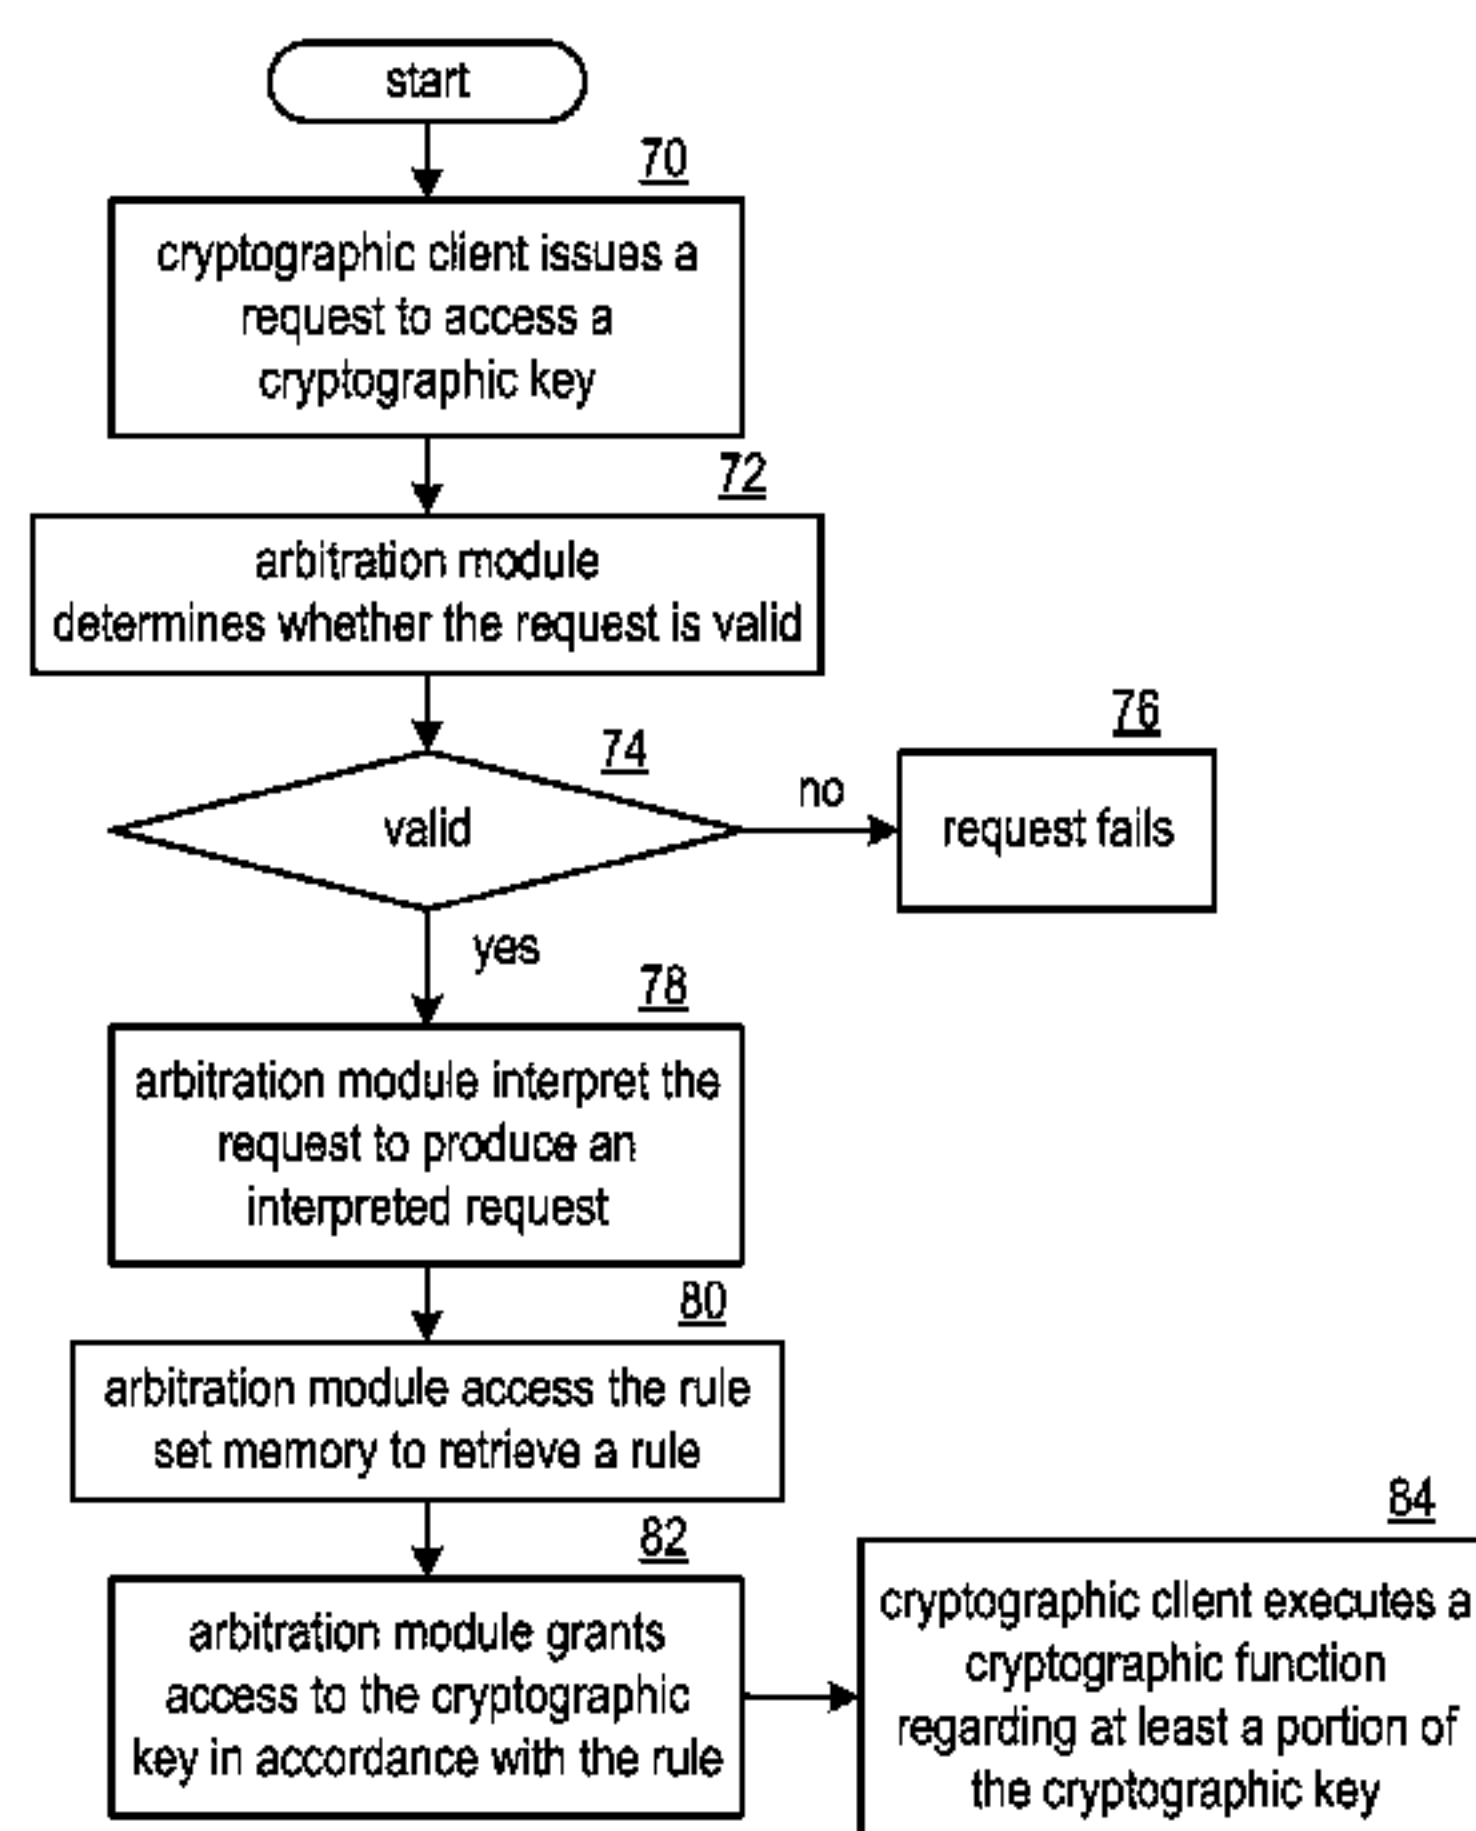 start
70
cryptographic client issues a
request to access a
cryptographic key
72
arbitration module
determines whether the request is valid
74
valid
no
76
request fails
yes
78
arbitration module interpret the
request to produce an
interpreted request
80
arbitration module access the rule
set memory to retrieve a rule
82
arbitration module grants
access to the cryptographic
key in accordance with the rule
84
cryptographic client executes a
cryptographic function
regarding at least a portion of
the cryptographic key